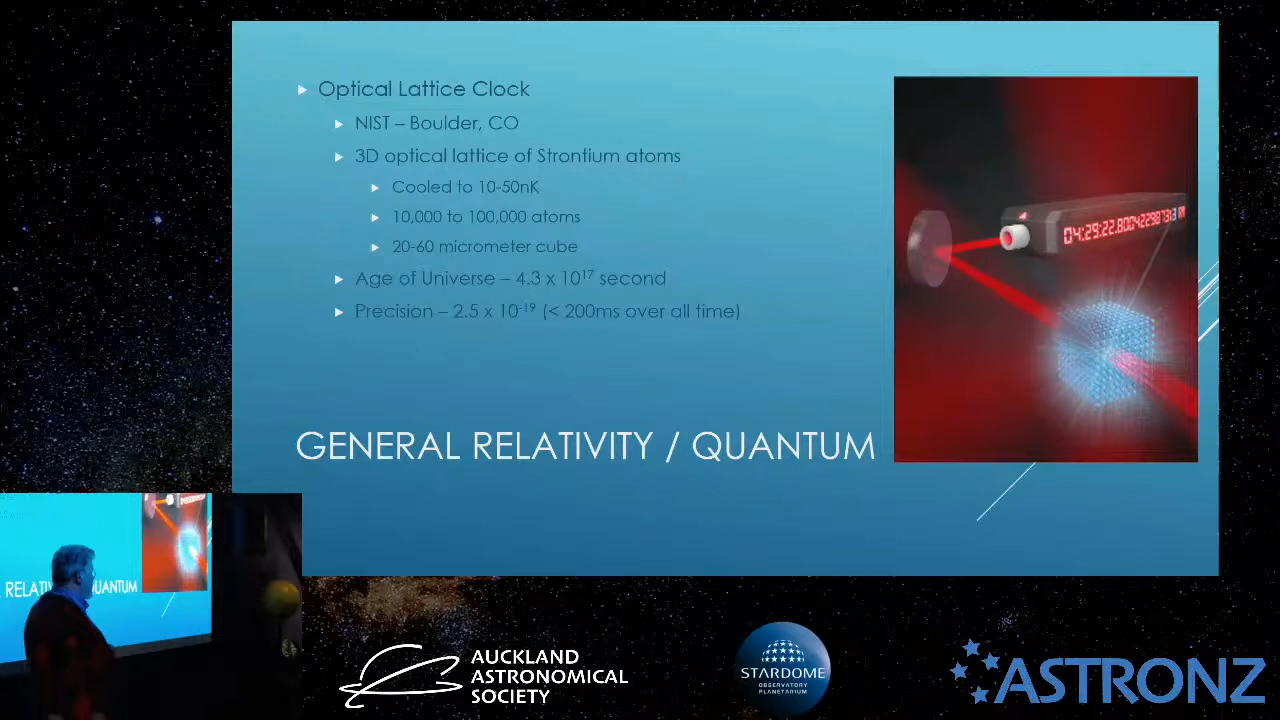 Optical Lattice Clock
NIST – Boulder, CO
3D optical lattice of Strontium atoms
Cooled to 10-50nK
10,000 to 100,000 atoms
20-60 micrometer cube
Age of Universe – 4.3 x 10¹⁷ second
Precision – 2.5 x 10⁻¹⁹ (< 200ms over all time)
GENERAL RELATIVITY / QUANTUM
AUCKLAND
ASTRONOMICAL
SOCIETY
STARDOME
OBSERVATORY
PLANETARIUM
ASTRONZ